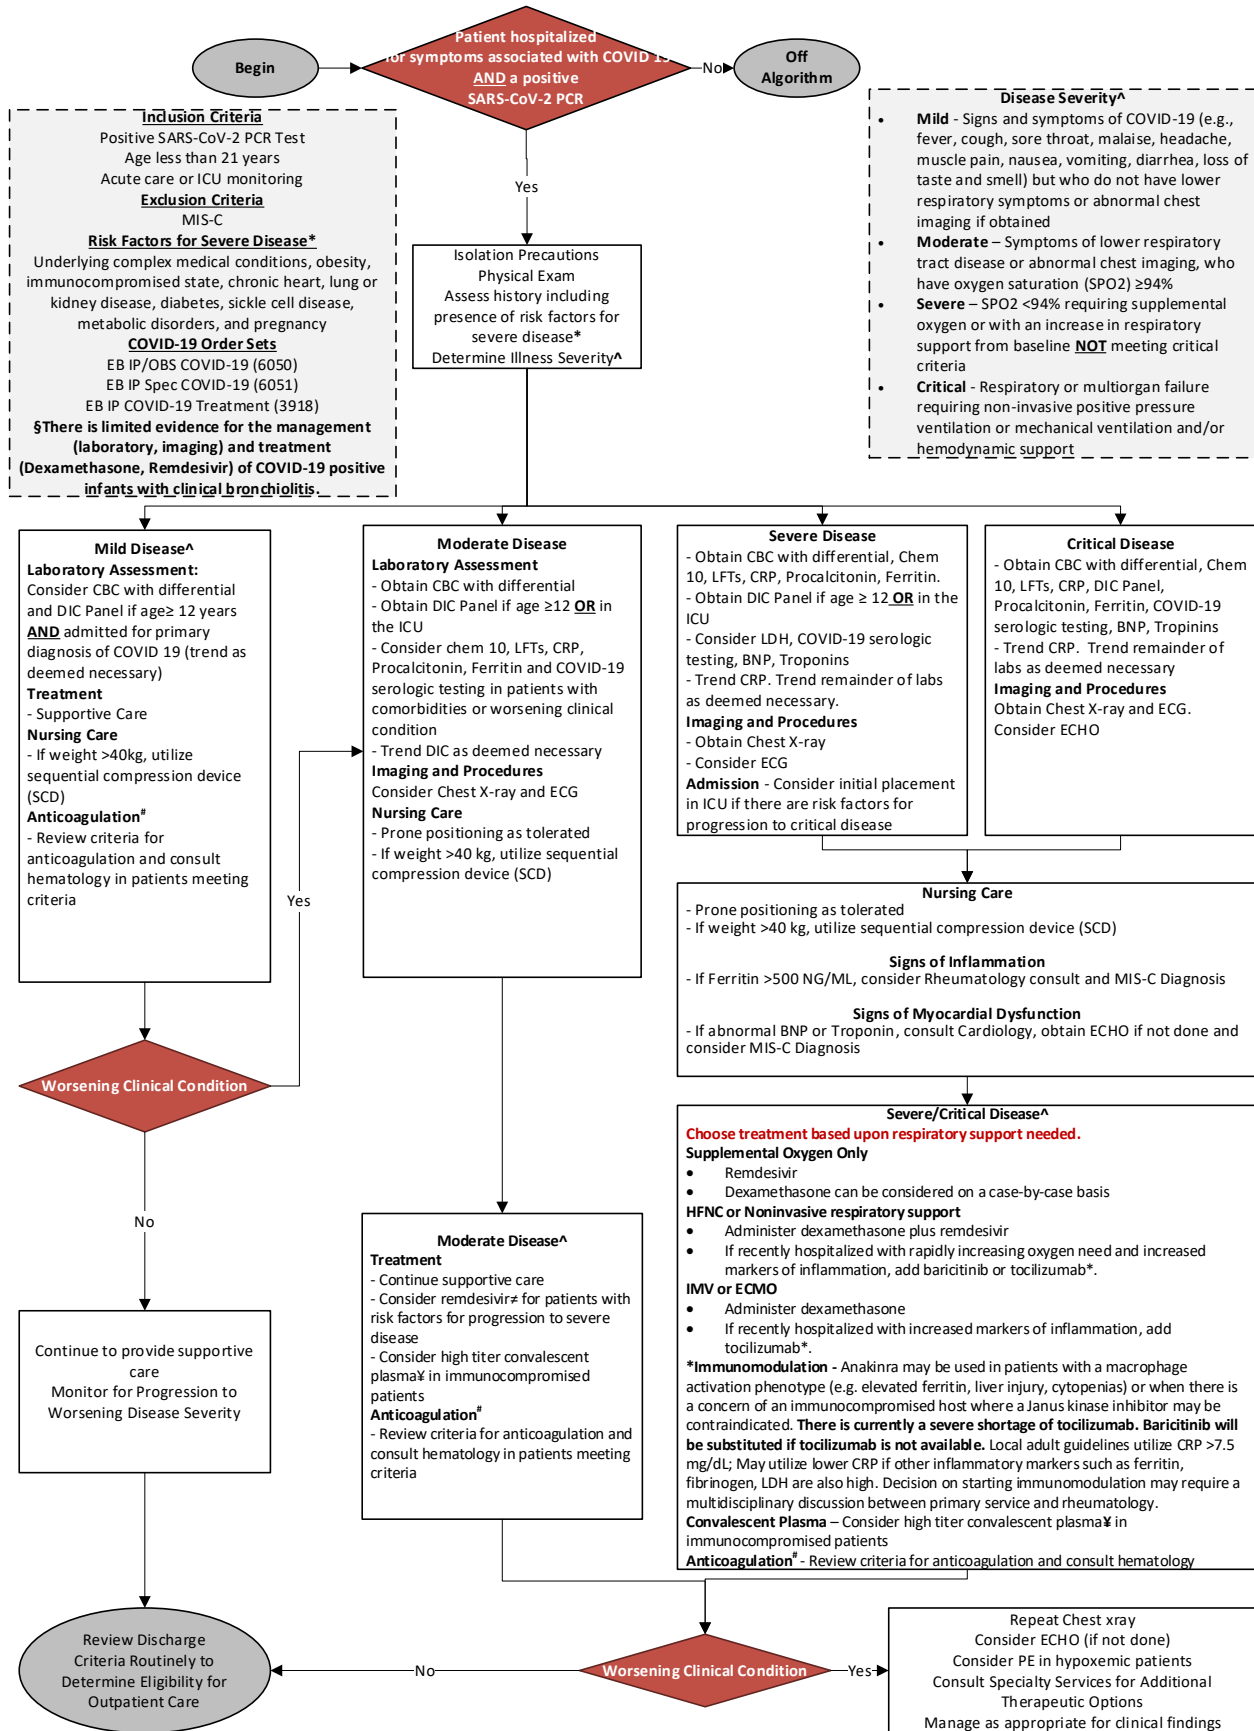 Begin
Patient hospitalized
for symptoms associated with COVID 19
AND a positive
SARS-CoV-2 PCR
No
Off
Algorithm
Inclusion Criteria
Positive SARS-CoV-2 PCR Test
Age less than 21 years
Acute care or ICU monitoring
Exclusion Criteria
MIS-C
Risk Factors for Severe Disease*
Underlying complex medical conditions, obesity,
immunocompromised state, chronic heart, lung or
kidney disease, diabetes, sickle cell disease,
metabolic disorders, and pregnancy
COVID-19 Order Sets
EB IP/OBS COVID-19 (6050)
EB IP Spec COVID-19 (6051)
EB IP COVID-19 Treatment (3918)
§There is limited evidence for the management
(laboratory, imaging) and treatment
(Dexamethasone, Remdesivir) of COVID-19 positive
infants with clinical bronchiolitis.
Yes
Isolation Precautions
Physical Exam
Assess history including
presence of risk factors for
severe disease*
Determine Illness Severity^
Disease Severity^
• Mild - Signs and symptoms of COVID-19 (e.g.,
fever, cough, sore throat, malaise, headache,
muscle pain, nausea, vomiting, diarrhea, loss of
taste and smell) but who do not have lower
respiratory symptoms or abnormal chest
imaging if obtained
• Moderate – Symptoms of lower respiratory
tract disease or abnormal chest imaging, who
have oxygen saturation (SPO2) ≥94%
• Severe – SPO2 <94% requiring supplemental
oxygen or with an increase in respiratory
support from baseline NOT meeting critical
criteria
• Critical - Respiratory or multiorgan failure
requiring non-invasive positive pressure
ventilation or mechanical ventilation and/or
hemodynamic support
Mild Disease^
Laboratory Assessment:
Consider CBC with differential
and DIC Panel if age≥ 12 years
AND admitted for primary
diagnosis of COVID 19 (trend as
deemed necessary)
Treatment
- Supportive Care
Nursing Care
- If weight >40kg, utilize
sequential compression device
(SCD)
Anticoagulation#
- Review criteria for
anticoagulation and consult
hematology in patients meeting
criteria
Yes
Moderate Disease
Laboratory Assessment
- Obtain CBC with differential
- Obtain DIC Panel if age ≥12 OR in
the ICU
- Consider chem 10, LFTs, CRP,
Procalcitonin, Ferritin and COVID-19
serologic testing in patients with
comorbidities or worsening clinical
condition
- Trend DIC as deemed necessary
Imaging and Procedures
Consider Chest X-ray and ECG
Nursing Care
- Prone positioning as tolerated
- If weight >40 kg, utilize sequential
compression device (SCD)
Severe Disease
- Obtain CBC with differential, Chem
10, LFTs, CRP, Procalcitonin, Ferritin.
- Obtain DIC Panel if age ≥ 12 OR in the
ICU
- Consider LDH, COVID-19 serologic
testing, BNP, Troponins
- Trend CRP. Trend remainder of labs
as deemed necessary.
Imaging and Procedures
- Obtain Chest X-ray
- Consider ECG
Admission - Consider initial placement
in ICU if there are risk factors for
progression to critical disease
Critical Disease
- Obtain CBC with differential, Chem
10, LFTs, CRP, DIC Panel,
Procalcitonin, Ferritin, COVID-19
serologic testing, BNP, Tropinins
- Trend CRP. Trend remainder of
labs as deemed necessary
Imaging and Procedures
Obtain Chest X-ray and ECG.
Consider ECHO
Nursing Care
- Prone positioning as tolerated
- If weight >40 kg, utilize sequential compression device (SCD)
Signs of Inflammation
- If Ferritin >500 NG/ML, consider Rheumatology consult and MIS-C Diagnosis
Signs of Myocardial Dysfunction
- If abnormal BNP or Troponin, consult Cardiology, obtain ECHO if not done and
consider MIS-C Diagnosis
Worsening Clinical Condition
No
Continue to provide supportive
care
Monitor for Progression to
Worsening Disease Severity
Moderate Disease^
Treatment
- Continue supportive care
- Consider remdesivir≠ for patients with
risk factors for progression to severe
disease
- Consider high titer convalescent
plasma¥ in immunocompromised
patients
Anticoagulation#
- Review criteria for anticoagulation and
consult hematology in patients meeting
criteria
Severe/Critical Disease^
Choose treatment based upon respiratory support needed.
Supplemental Oxygen Only
• Remdesivir
• Dexamethasone can be considered on a case-by-case basis
HFNC or Noninvasive respiratory support
• Administer dexamethasone plus remdesivir
• If recently hospitalized with rapidly increasing oxygen need and increased
markers of inflammation, add baricitinib or tocilizumab*.
IMV or ECMO
• Administer dexamethasone
• If recently hospitalized with increased markers of inflammation, add
tocilizumab*.
*Immunomodulation - Anakinra may be used in patients with a macrophage
activation phenotype (e.g. elevated ferritin, liver injury, cytopenias) or when there is
a concern of an immunocompromised host where a Janus kinase inhibitor may be
contraindicated. There is currently a severe shortage of tocilizumab. Baricitinib will
be substituted if tocilizumab is not available. Local adult guidelines utilize CRP >7.5
mg/dL; May utilize lower CRP if other inflammatory markers such as ferritin,
fibrinogen, LDH are also high. Decision on starting immunomodulation may require a
multidisciplinary discussion between primary service and rheumatology.
Convalescent Plasma – Consider high titer convalescent plasma¥ in
immunocompromised patients
Anticoagulation# - Review criteria for anticoagulation and consult hematology
Review Discharge
Criteria Routinely to
Determine Eligibility for
Outpatient Care
No
Worsening Clinical Condition
Yes
Repeat Chest xray
Consider ECHO (if not done)
Consider PE in hypoxemic patients
Consult Specialty Services for Additional
Therapeutic Options
Manage as appropriate for clinical findings